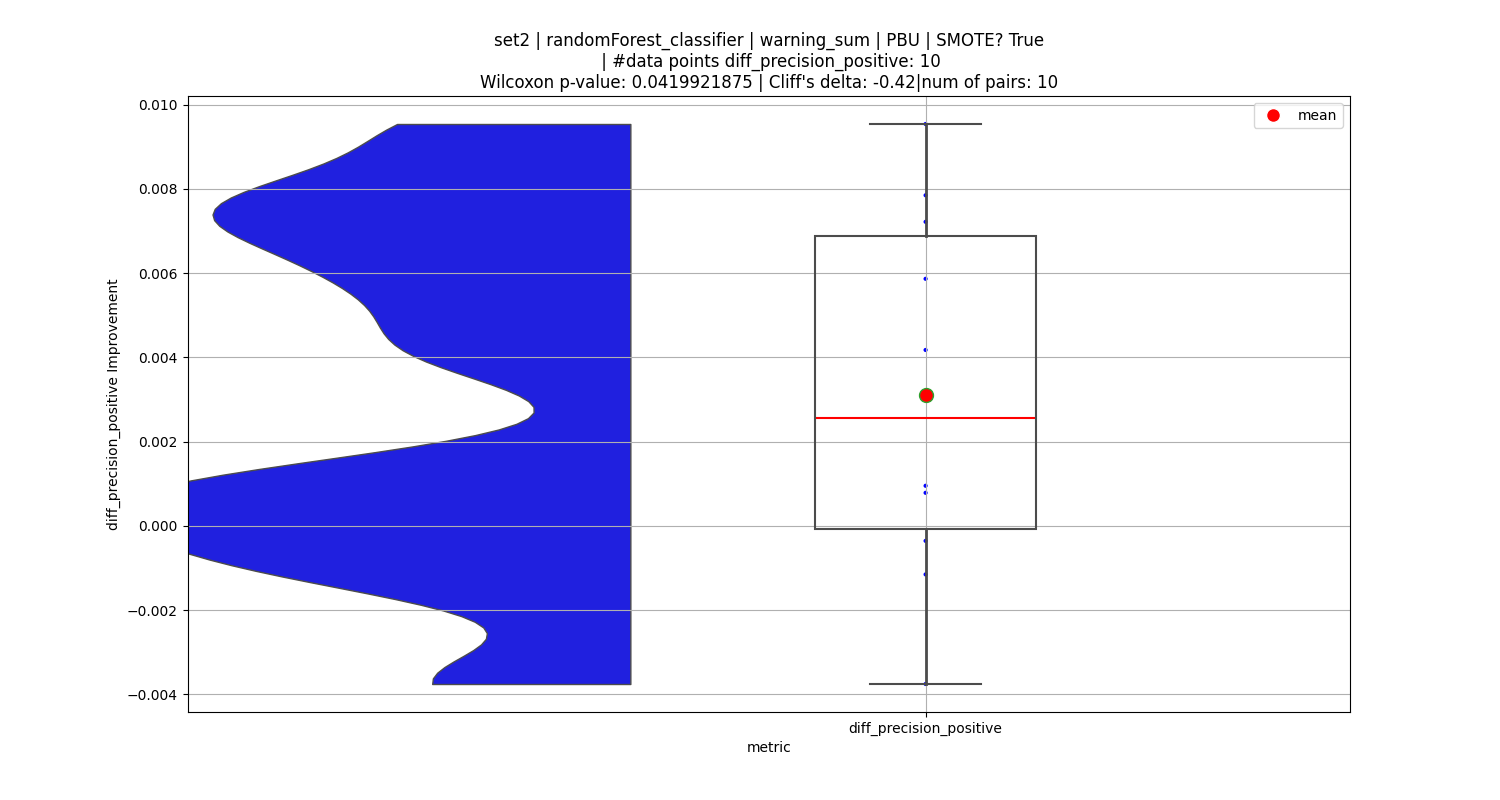 set2 | randomForest_classifier | warning_sum | PBU | SMOTE? True
| #data points diff_precision_positive: 10
Wilcoxon p-value: 0.0419921875 | Cliff's delta: -0.42|num of pairs: 10
mean
0.010
0.008
0.006
0.004
0.002
0.000
−0.002
−0.004
diff_precision_positive Improvement
diff_precision_positive
metric